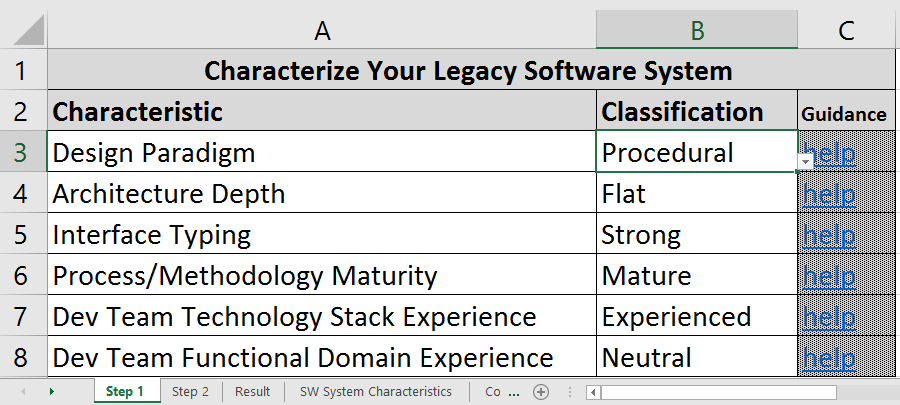 A B C
1 Characterize Your Legacy Software System
2 Characteristic Classification Guidance
3 Design Paradigm Procedural help
4 Architecture Depth Flat help
5 Interface Typing Strong help
6 Process/Methodology Maturity Mature help
7 Dev Team Technology Stack Experience Experienced help
8 Dev Team Functional Domain Experience Neutral help
Step 1 Step 2 Result SW System Characteristics Co ...